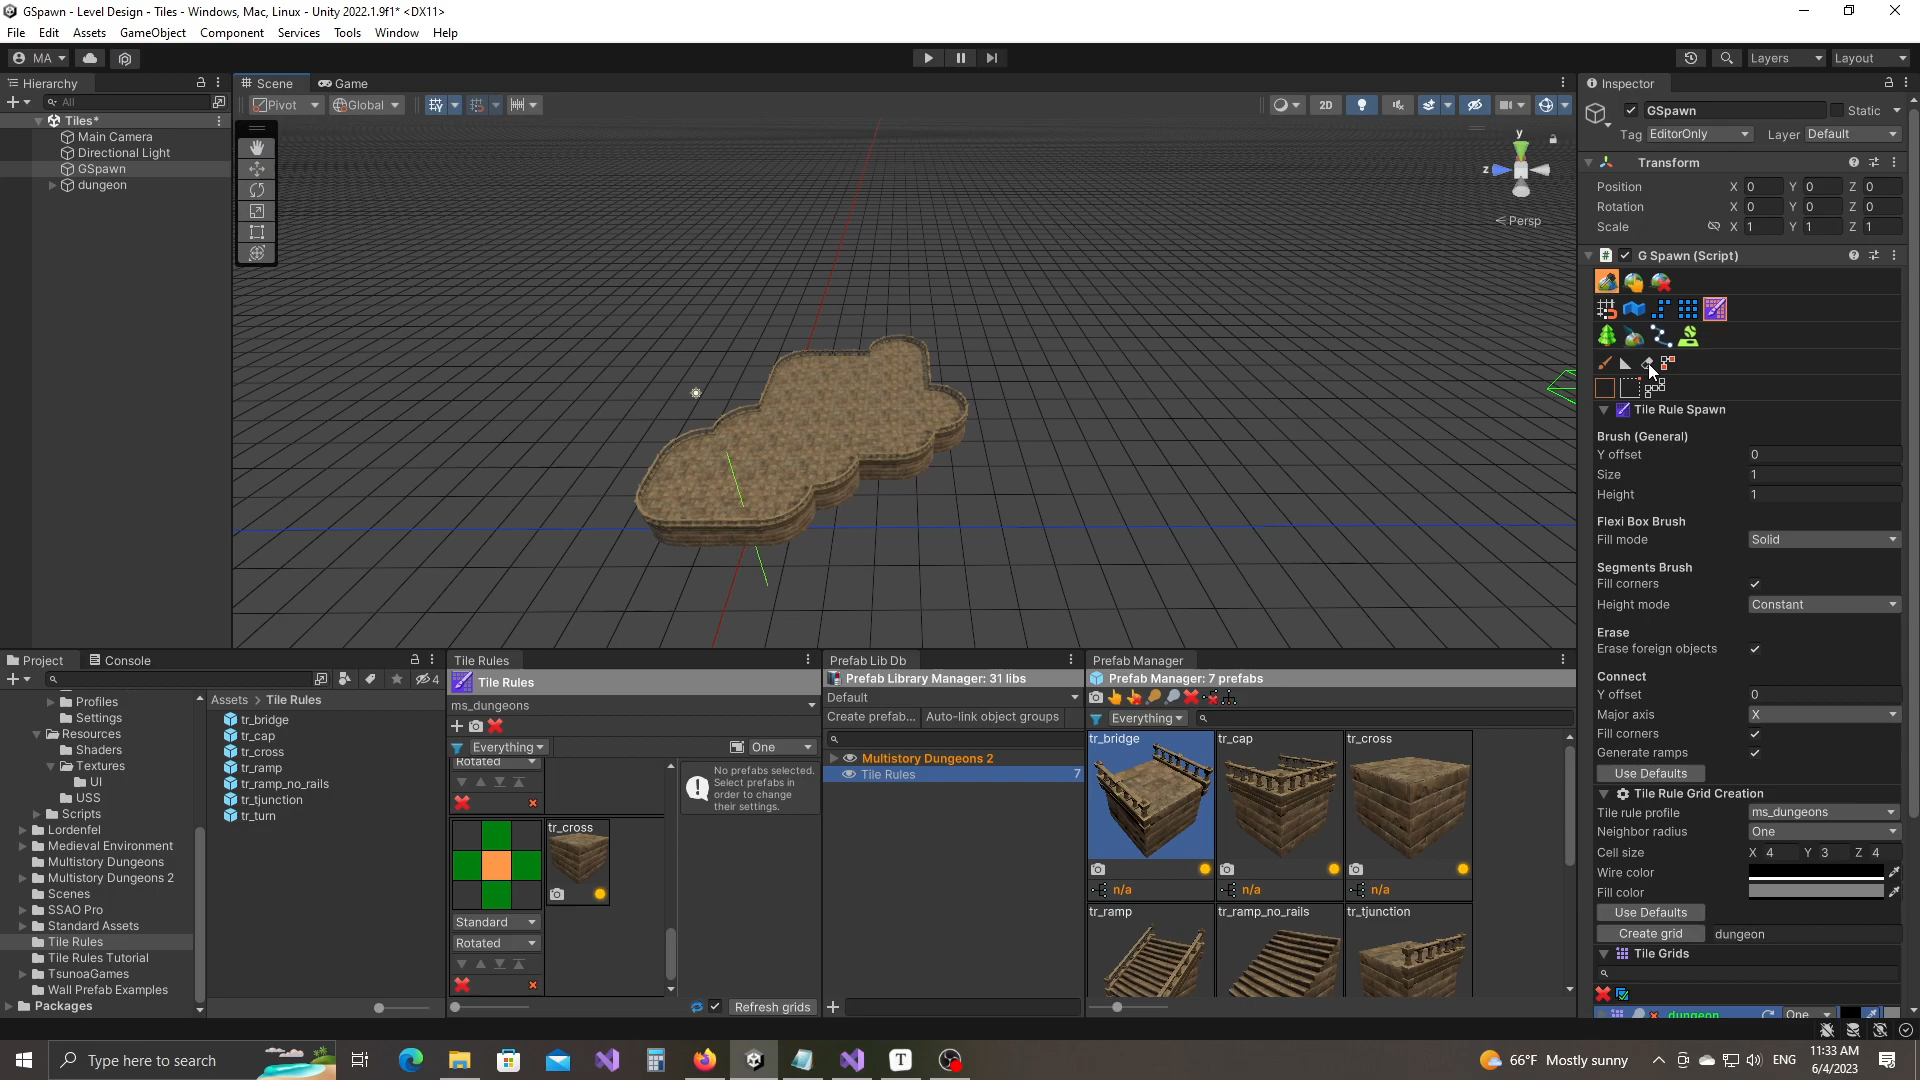 GSpawn - Level Design - Tiles - Windows, Mac, Linux - Unity 2022.1.9f1* <DX11>
File Edit Assets GameObject Component Services Tools Window Help
MA Layers Layout
Hierarchy
All
Tiles*
Main Camera
Directional Light
GSpawn
dungeon
Scene Game
Pivot Global 2D
y
z
Persp
Inspector
GSpawn Static
Tag EditorOnly Layer Default
Transform
Position X 0 Y 0 Z 0
Rotation X 0 Y 0 Z 0
Scale X 1 Y 1 Z 1
G Spawn (Script)
Tile Rule Spawn
Brush (General)
Y offset 0
Size 1
Height 1
Flexi Box Brush
Fill mode Solid
Segments Brush
Fill corners
Height mode Constant
Erase
Erase foreign objects
Connect
Y offset 0
Major axis X
Fill corners
Generate ramps
Use Defaults
Tile Rule Grid Creation
Tile rule profile ms_dungeons
Neighbor radius One
Cell size X 4 Y 3 Z 4
Wire color
Fill color
Use Defaults
Create grid dungeon
Tile Grids
dungeon One
Project Console
4
Profiles
Settings
Resources
Shaders
Textures
UI
USS
Scripts
Lordenfel
Medieval Environment
Multistory Dungeons
Multistory Dungeons 2
Scenes
SSAO Pro
Standard Assets
Tile Rules
Tile Rules Tutorial
TsunoaGames
Wall Prefab Examples
Packages
Assets > Tile Rules
tr_bridge
tr_cap
tr_cross
tr_ramp
tr_ramp_no_rails
tr_tjunction
tr_turn
Tile Rules
Tile Rules
ms_dungeons
Everything One
Rotated
tr_cross
Standard
Rotated
No prefabs selected.
Select prefabs in
order to change
their settings.
Refresh grids
Prefab Lib Db
Prefab Library Manager: 31 libs
Default
Create prefab... Auto-link object groups
Multistory Dungeons 2
Tile Rules 7
Prefab Manager
Prefab Manager: 7 prefabs
Everything
tr_bridge tr_cap tr_cross
n/a n/a n/a
tr_ramp tr_ramp_no_rails tr_tjunction
Type here to search
T
66°F Mostly sunny
ENG
11:33 AM
6/4/2023